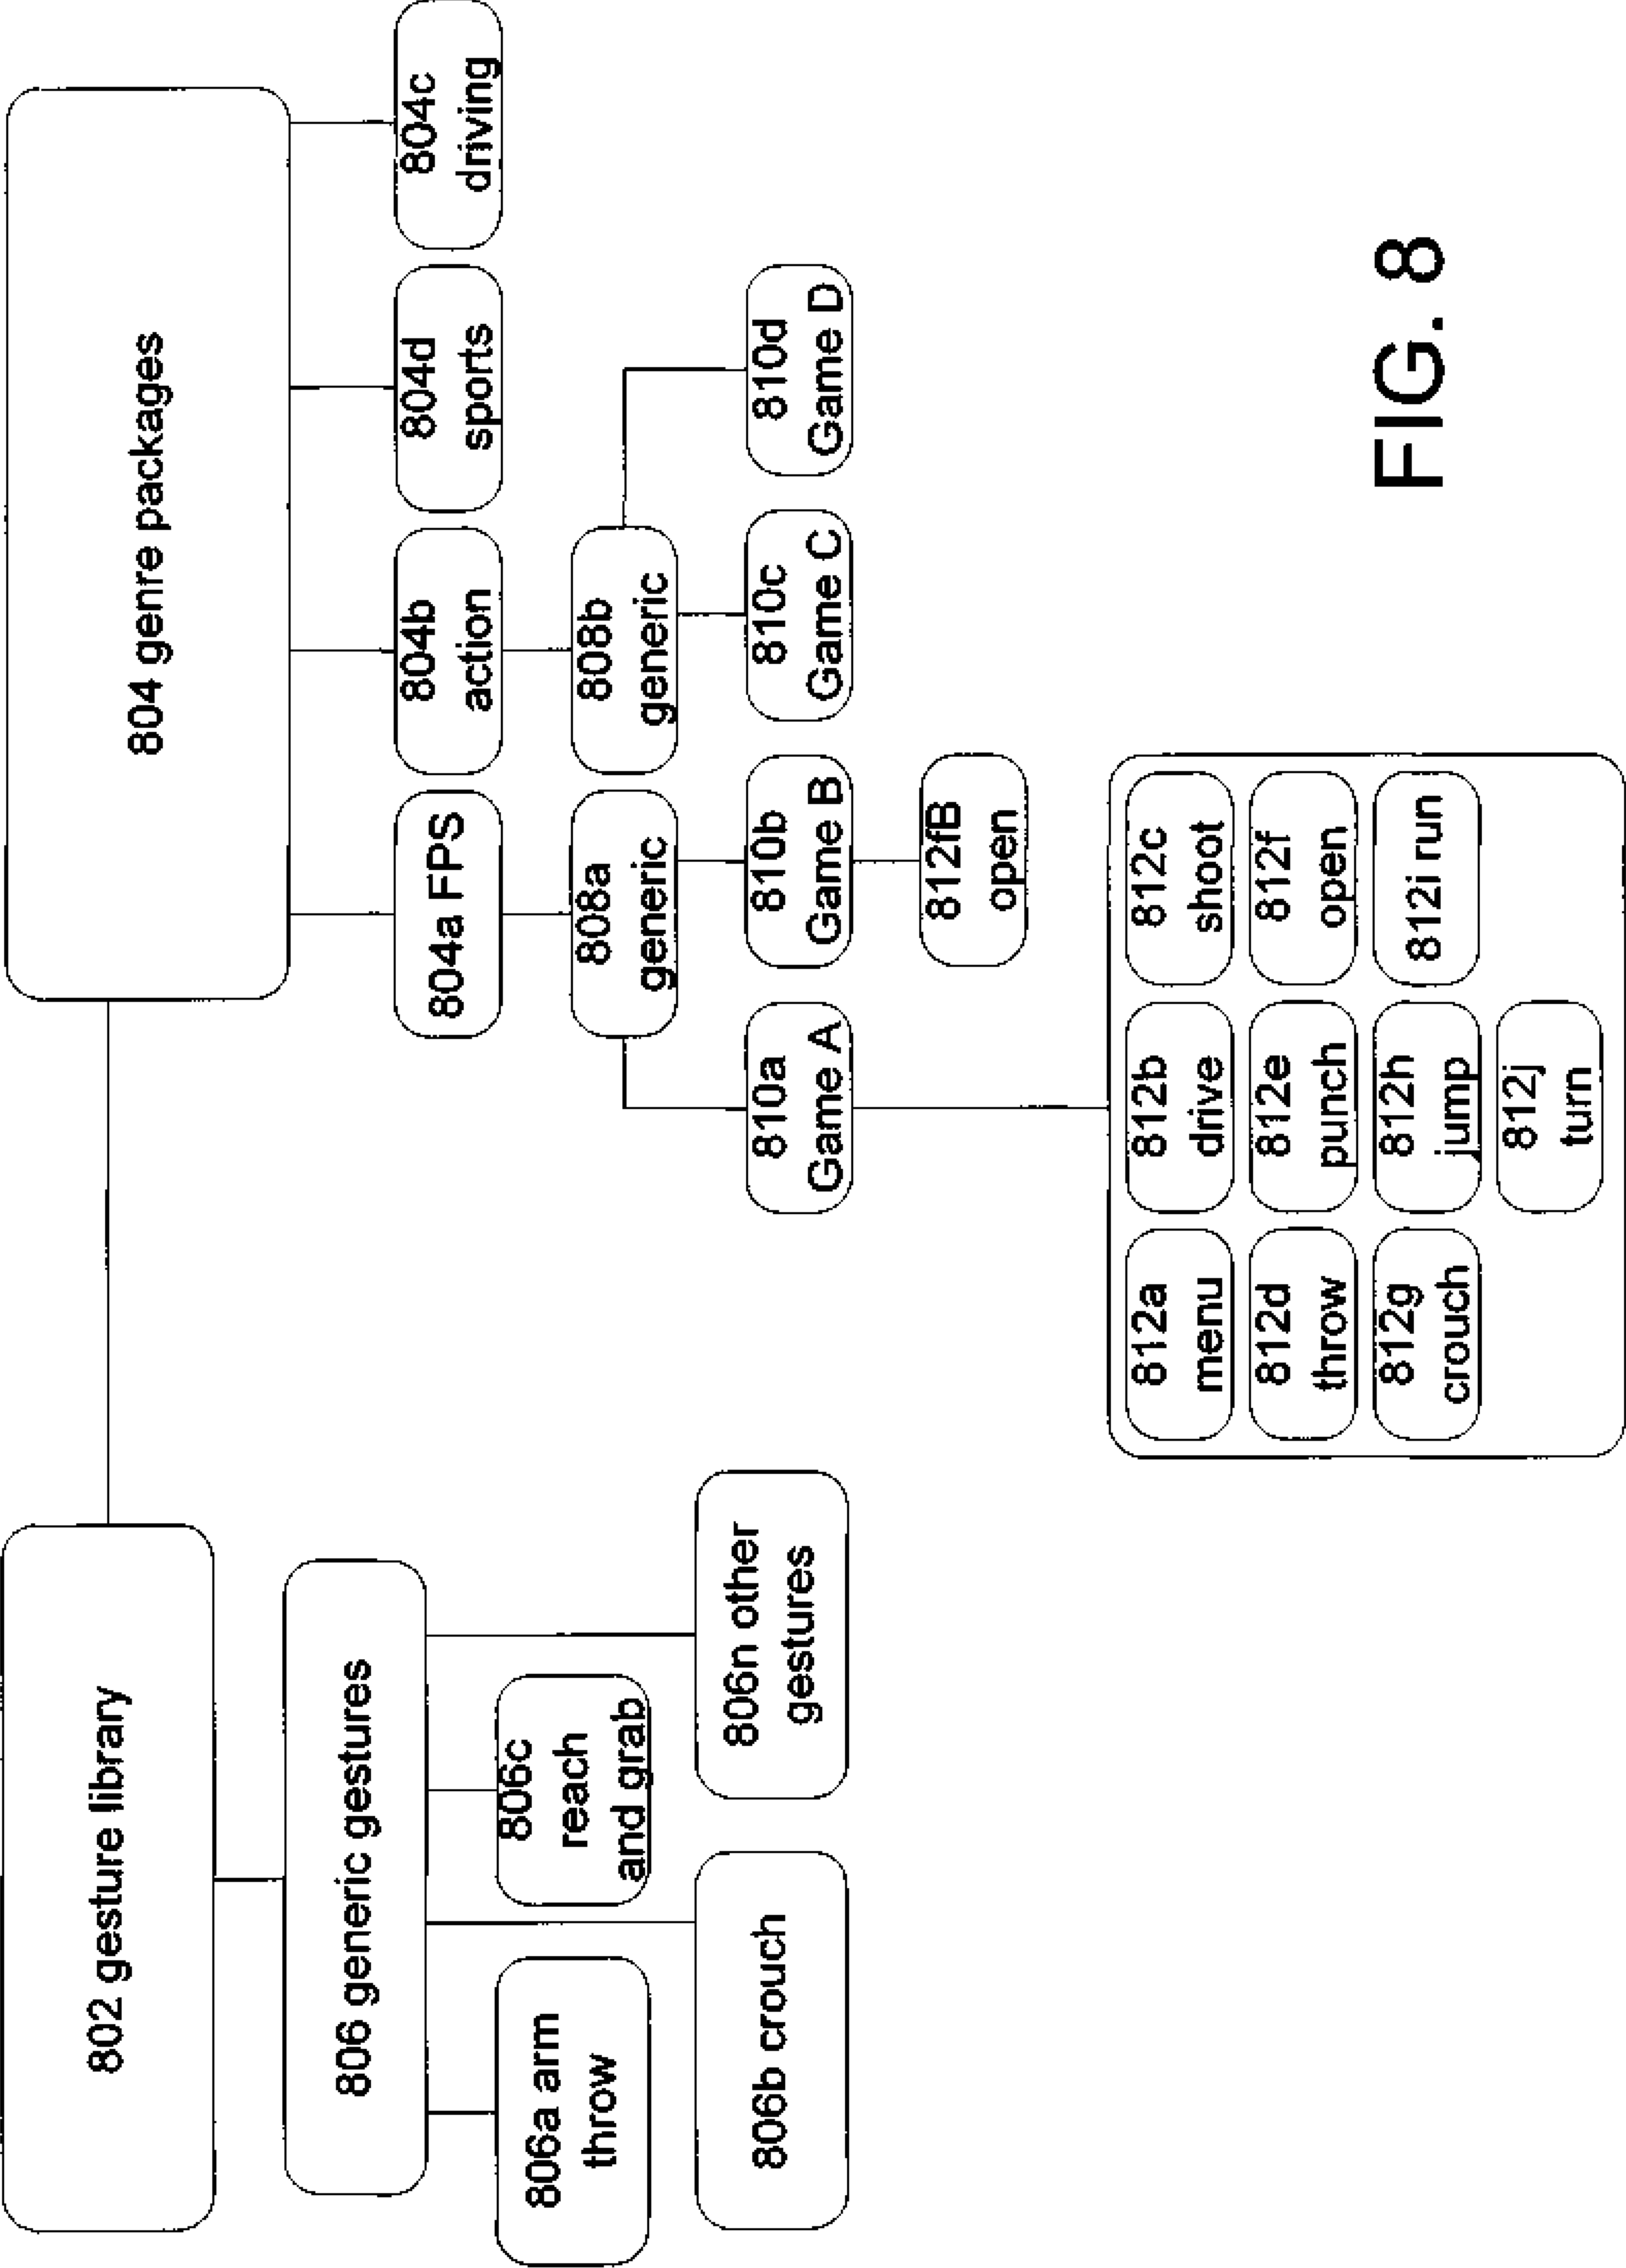 802 gesture library
804 genre packages
806 generic gestures
806a arm
throw
806c
reach
and grab
806b crouch
806n other
gestures
804a FPS
804b
action
804d
sports
804c
driving
808a
generic
808b
generic
810a
Game A
810b
Game B
810c
Game C
810d
Game D
812fB
open
812a
menu
812b
drive
812c
shoot
812d
throw
812e
punch
812f
open
812g
crouch
812h
jump
812i run
812j
turn
FIG. 8